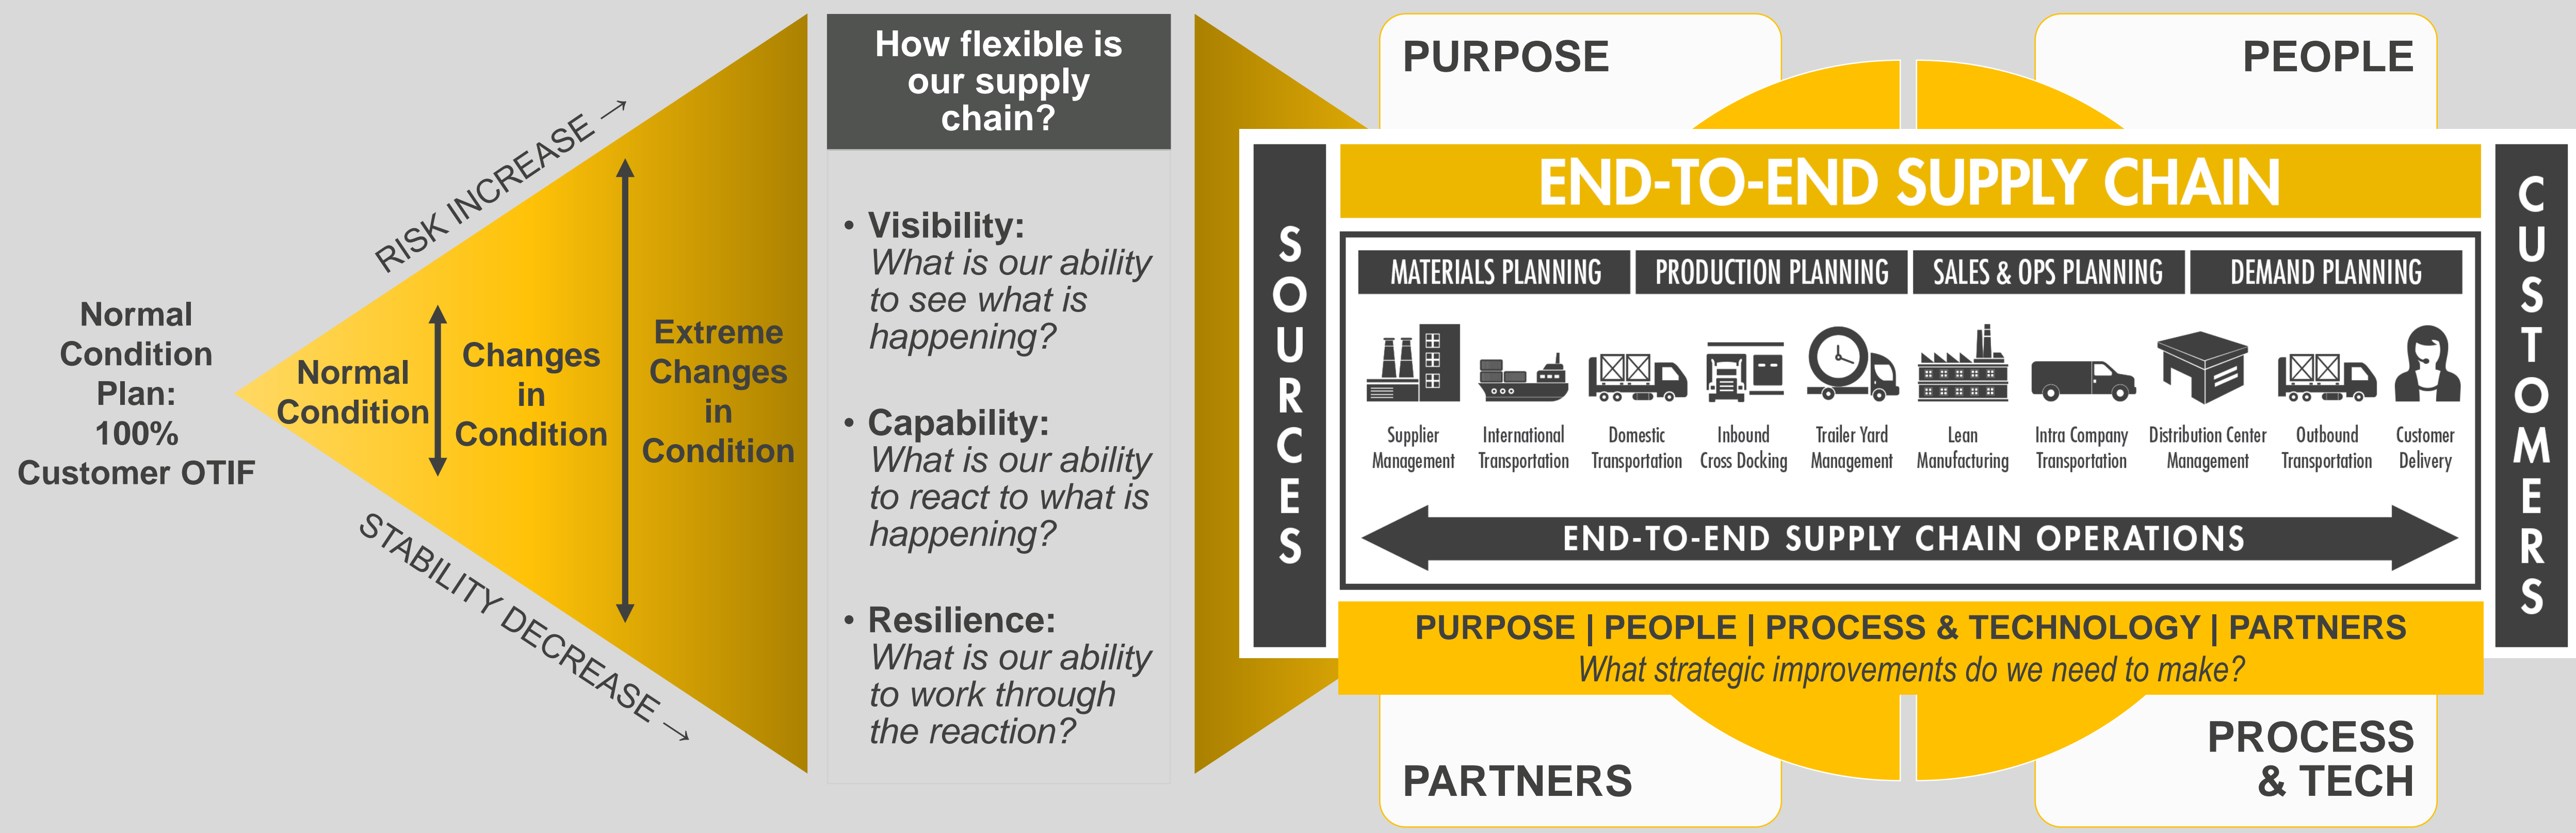 Normal
Condition
Plan:
100%
Customer OTIF
RISK INCREASE →
STABILITY DECREASE →
Normal
Condition
Changes
in
Condition
Extreme
Changes
in
Condition
How flexible is
our supply
chain?
• Visibility:
What is our ability
to see what is
happening?
• Capability:
What is our ability
to react to what is
happening?
• Resilience:
What is our ability
to work through
the reaction?
PURPOSE
PEOPLE
SOURCES
END-TO-END SUPPLY CHAIN
MATERIALS PLANNING
PRODUCTION PLANNING
SALES & OPS PLANNING
DEMAND PLANNING
Supplier
Management
International
Transportation
Domestic
Transportation
Inbound
Cross Docking
Trailer Yard
Management
Lean
Manufacturing
Intra Company
Transportation
Distribution Center
Management
Outbound
Transportation
Customer
Delivery
END-TO-END SUPPLY CHAIN OPERATIONS
CUSTOMERS
PURPOSE | PEOPLE | PROCESS & TECHNOLOGY | PARTNERS
What strategic improvements do we need to make?
PARTNERS
PROCESS
& TECH